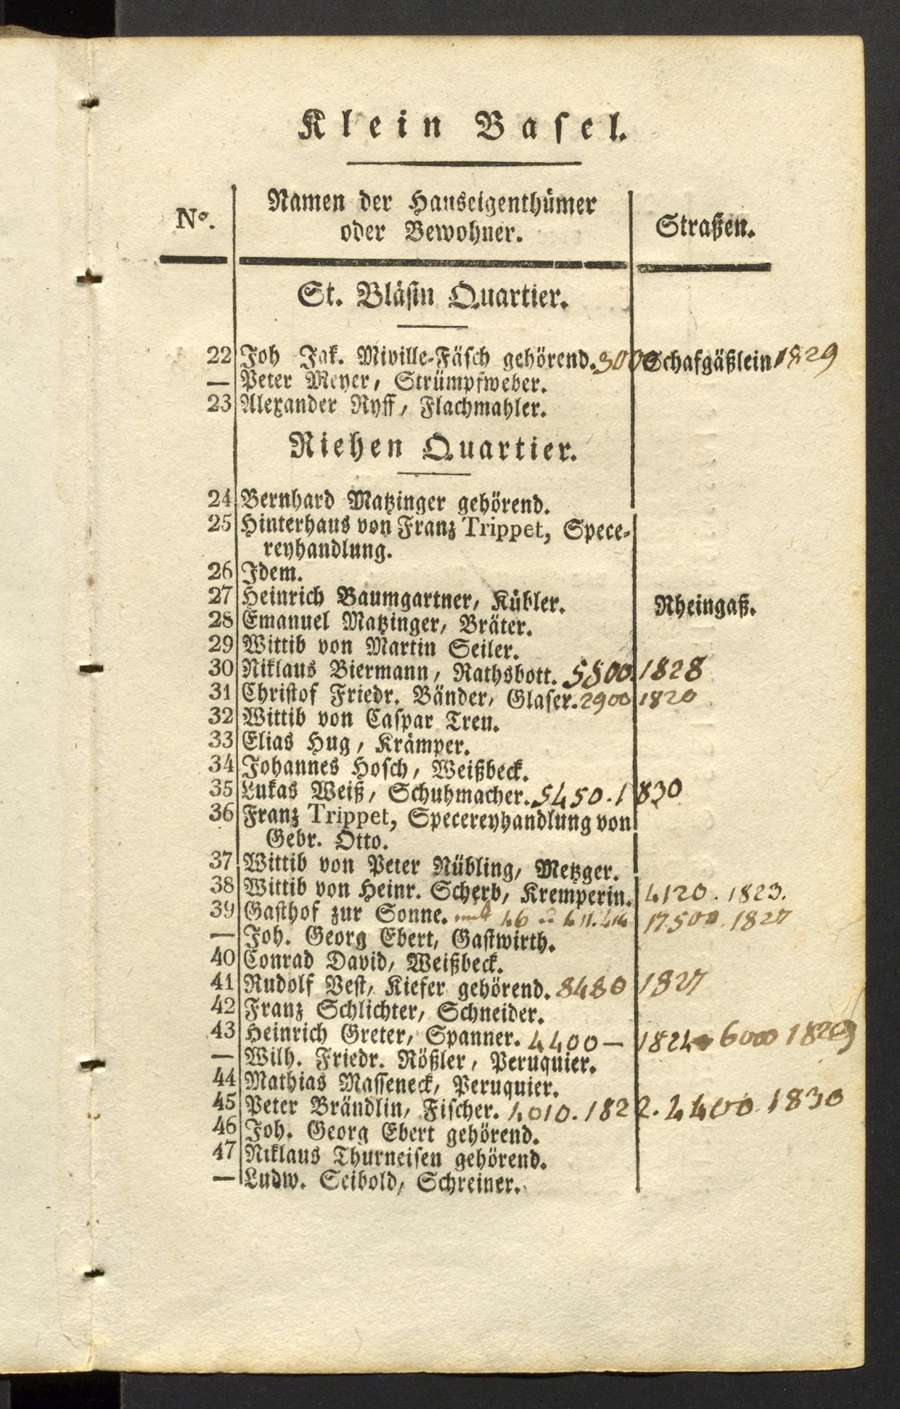 Klein Basel.
No. Namen der Hauseigenthümer oder Bewohner. Straßen.
St. Bläsin Quartier.
22 Joh Jak. Miville-Fäsch gehörend. 3000 Schafgäßlein 1829
— Peter Meyer, Strümpfweber.
23 Alexander Ryff, Flachmahler.
Riehen Quartier.
24 Bernhard Matzinger gehörend.
25 Hinterhaus von Franz Trippet, Spece-
reyhandlung.
26 Idem.
27 Heinrich Baumgartner, Kübler. Rheingaß.
28 Emanuel Matzinger, Bräter.
29 Wittib von Martin Seiler.
30 Niklaus Biermann, Rathsbott. 5800 1828
31 Christof Friedr. Bänder, Glaser. 2900 1820
32 Wittib von Caspar Treu.
33 Elias Hug, Krämper.
34 Johannes Hosch, Weißbeck.
35 Lukas Weiß, Schuhmacher. 5450. 1830
36 Franz Trippet, Specereyhandlung von
Gebr. Otto.
37 Wittib von Peter Nübling, Metzger.
38 Wittib von Heinr. Scherb, Kremperin. 4120. 1823.
39 Gasthof zur Sonne. mit 46 17500. 1827
— Joh. Georg Ebert, Gastwirth.
40 Conrad David, Weißbeck.
41 Rudolf Vest, Kiefer gehörend. 8480 1827
42 Franz Schlichter, Schneider.
43 Heinrich Greter, Spanner. 4400 — 1824 6000 1829
— Wilh. Friedr. Rößler, Peruquier.
44 Mathias Masseneck, Peruquier.
45 Peter Brändlin, Fischer. 4010. 1822. 4400 1830
46 Joh. Georg Ebert gehörend.
47 Niklaus Thurneisen gehörend.
— Ludw. Seibold, Schreiner.